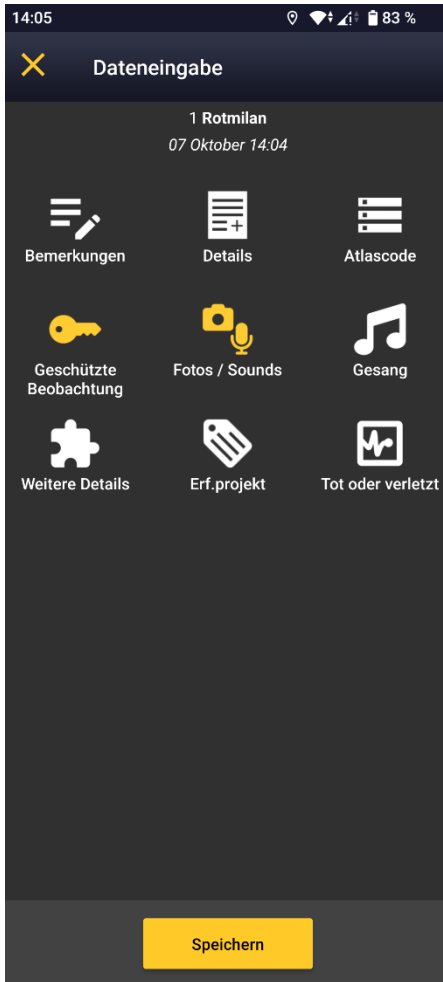 14:05
83 %
Dateneingabe
1 Rotmilan
07 Oktober 14:04
Bemerkungen
Details
Atlascode
Geschützte
Beobachtung
Fotos / Sounds
Gesang
Weitere Details
Erf.projekt
Tot oder verletzt
Speichern